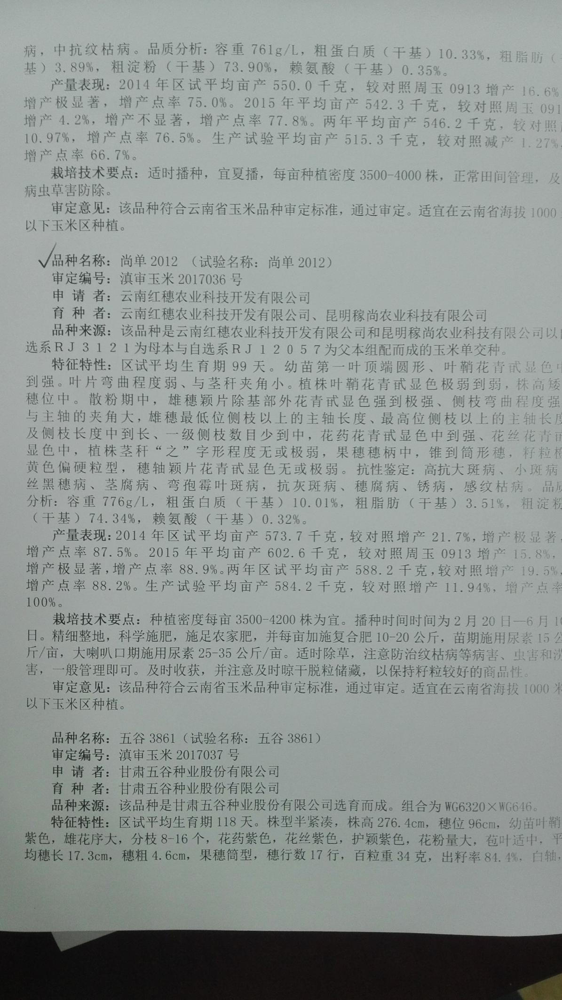 病，中抗纹枯病。品质分析：容重 761g/L，粗蛋白质（干基）10.33%，粗脂肪（
基）3.89%，粗淀粉（干基）73.90%，赖氨酸（干基）0.35%。
产量表现：2014 年区试平均亩产 550.0 千克，较对照周玉 0913 增产 16.6%
增产极显著，增产点率 75.0%。2015 年平均亩产 542.3 千克，较对照周玉 091
增产 4.2%，增产不显著，增产点率 77.8%。两年平均亩产 546.2 千克，较对照
10.97%，增产点率 76.5%。生产试验平均亩产 515.3 千克，较对照减产 1.27%，
增产点率 66.7%。
栽培技术要点：适时播种，宜夏播，每亩种植密度 3500-4000 株，正常田间管理，及
病虫草害防除。
审定意见：该品种符合云南省玉米品种审定标准，通过审定。适宜在云南省海拔 1000
以下玉米区种植。
✓品种名称：尚单 2012 （试验名称：尚单 2012）
审定编号：滇审玉米 2017036 号
申 请 者：云南红穗农业科技开发有限公司
育 种 者：云南红穗农业科技开发有限公司、昆明稼尚农业科技有限公司
品种来源：该品种是云南红穗农业科技开发有限公司和昆明稼尚农业科技有限公司以
选系ＲＪ３１２１为母本与自选系ＲＪ１２０５７为父本组配而成的玉米单交种。
特征特性：区试平均生育期 99 天。幼苗第一叶顶端圆形、叶鞘花青甙显色中
到强。叶片弯曲程度弱、与茎秆夹角小。植株叶鞘花青甙显色极弱到弱，株高矮
穗位中。散粉期中，雄穗颖片除基部外花青甙显色强到极强、侧枝弯曲程度强
与主轴的夹角大，雄穗最低位侧枝以上的主轴长度、最高位侧枝以上的主轴长度
及侧枝长度中到长、一级侧枝数目少到中，花药花青甙显色中到强、花丝花青甙
显色中，植株茎秆“之”字形程度无或极弱，果穗穗柄中，锥到筒形穗，籽粒橙
黄色偏硬粒型，穗轴颖片花青甙显色无或极弱。抗性鉴定：高抗大斑病、小斑病
丝黑穗病、茎腐病、弯孢霉叶斑病，抗灰斑病、穗腐病、锈病，感纹枯病。品质
分析：容重 776g/L，粗蛋白质（干基）10.01%，粗脂肪（干基）3.51%，粗淀粉
（干基）74.34%，赖氨酸（干基）0.32%。
产量表现：2014 年区试平均亩产 573.7 千克，较对照增产 21.7%，增产极显著，
增产点率 87.5%。2015 年平均亩产 602.6 千克，较对照周玉 0913 增产 15.8%，
增产极显著，增产点率 88.9%。两年区试平均亩产 588.2 千克，较对照增产 19.5%，
增产点率 88.2%。生产试验平均亩产 584.2 千克，较对照增产 11.94%，增产点率
100%。
栽培技术要点：种植密度每亩 3500-4200 株为宜。播种时间时间为 2 月 20 日—6 月 10
日。精细整地，科学施肥，施足农家肥，并每亩加施复合肥 10-20 公斤，苗期施用尿素 15 公
斤/亩，大喇叭口期施用尿素 25-35 公斤/亩。适时除草，注意防治纹枯病等病害、虫害和
害，一般管理即可。及时收获，并注意及时晾干脱粒储藏，以保持籽粒较好的商品性。
审定意见：该品种符合云南省玉米品种审定标准，通过审定。适宜在云南省海拔 1000 米
以下玉米区种植。
品种名称：五谷 3861（试验名称：五谷 3861）
审定编号：滇审玉米 2017037 号
申 请 者：甘肃五谷种业股份有限公司
育 种 者：甘肃五谷种业股份有限公司
品种来源：该品种是甘肃五谷种业股份有限公司选育而成。组合为 WG6320×WG646。
特征特性：区试平均生育期 118 天。株型半紧凑，株高 276.4cm，穗位 96cm，幼苗叶鞘
紫色，雄花序大，分枝 8-16 个，花药紫色，花丝紫色，护颖紫色，花粉量大，苞叶适中，平
均穗长 17.3cm，穗粗 4.6cm，果穗筒型，穗行数 17 行，百粒重 34 克，出籽率 84.4%，白轴，